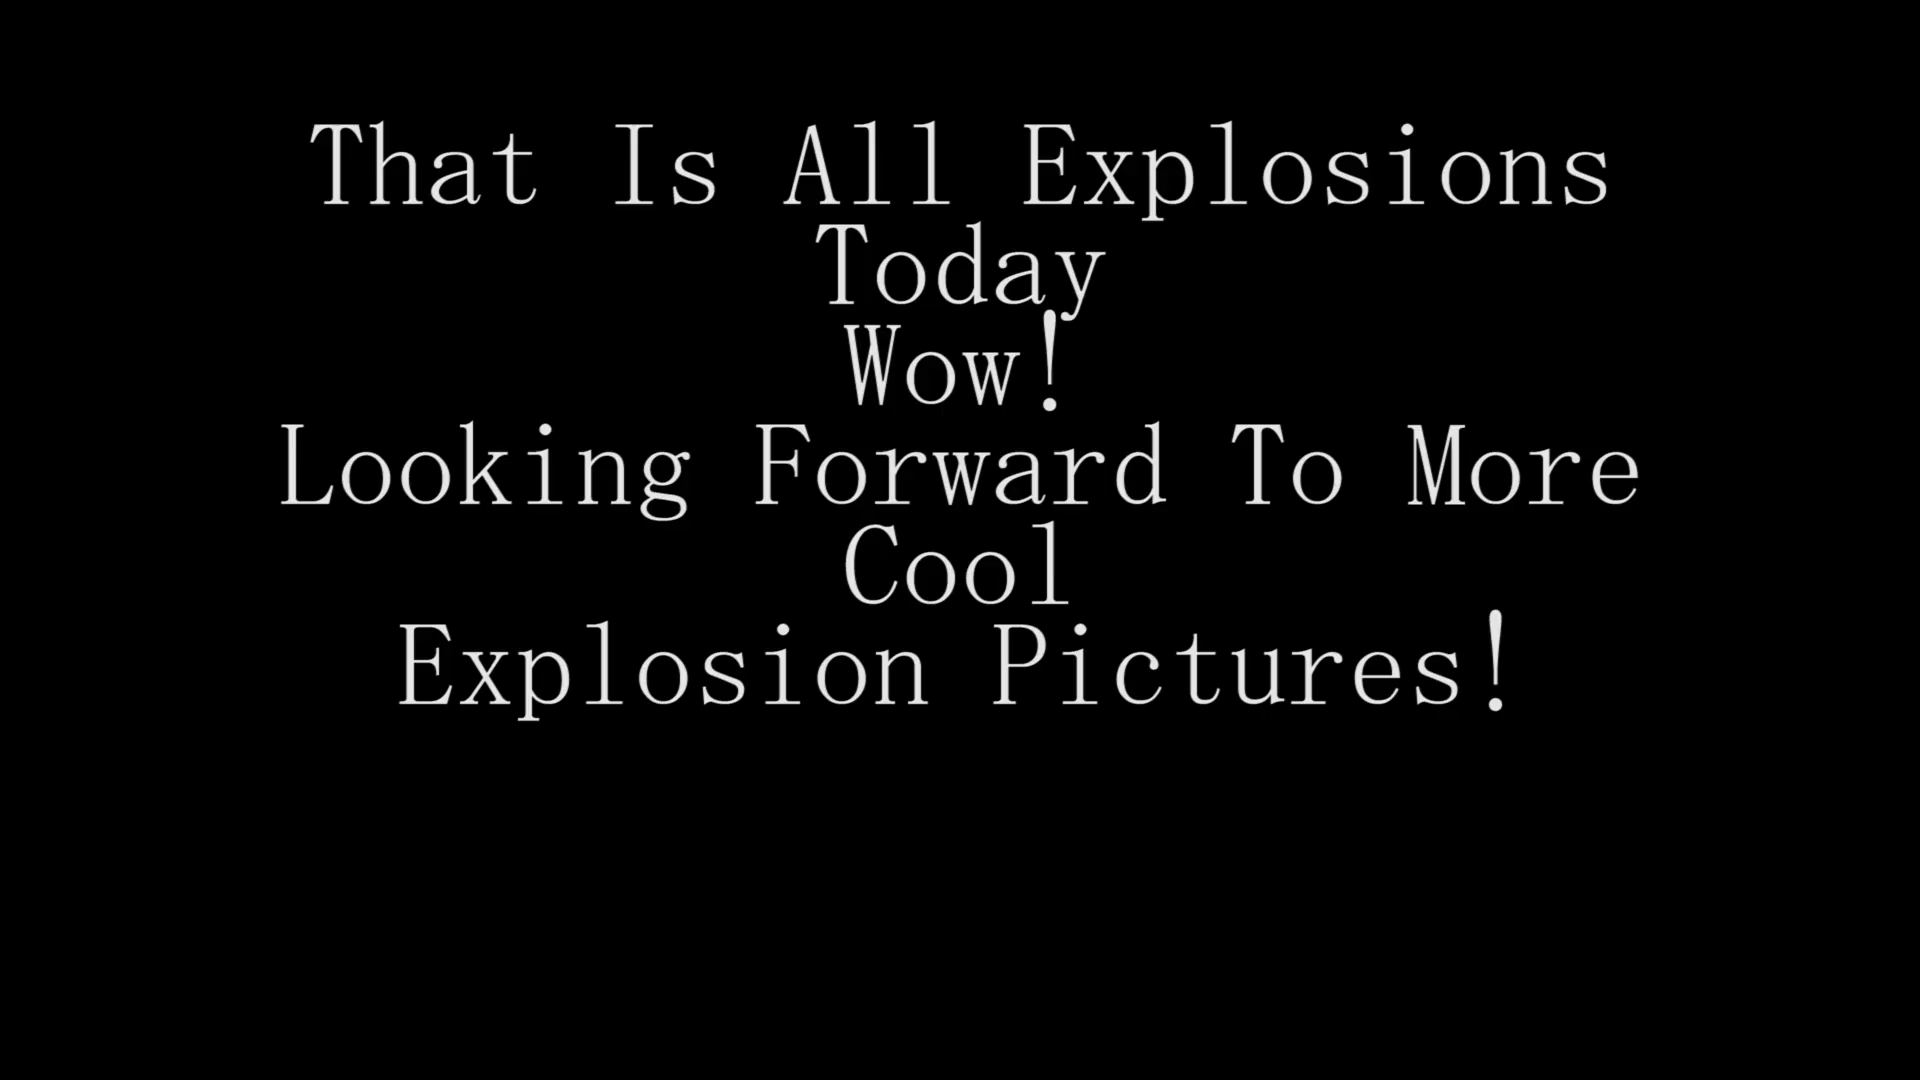 That Is All Explosions
Today
Wow!
Looking Forward To More
Cool
Explosion Pictures!